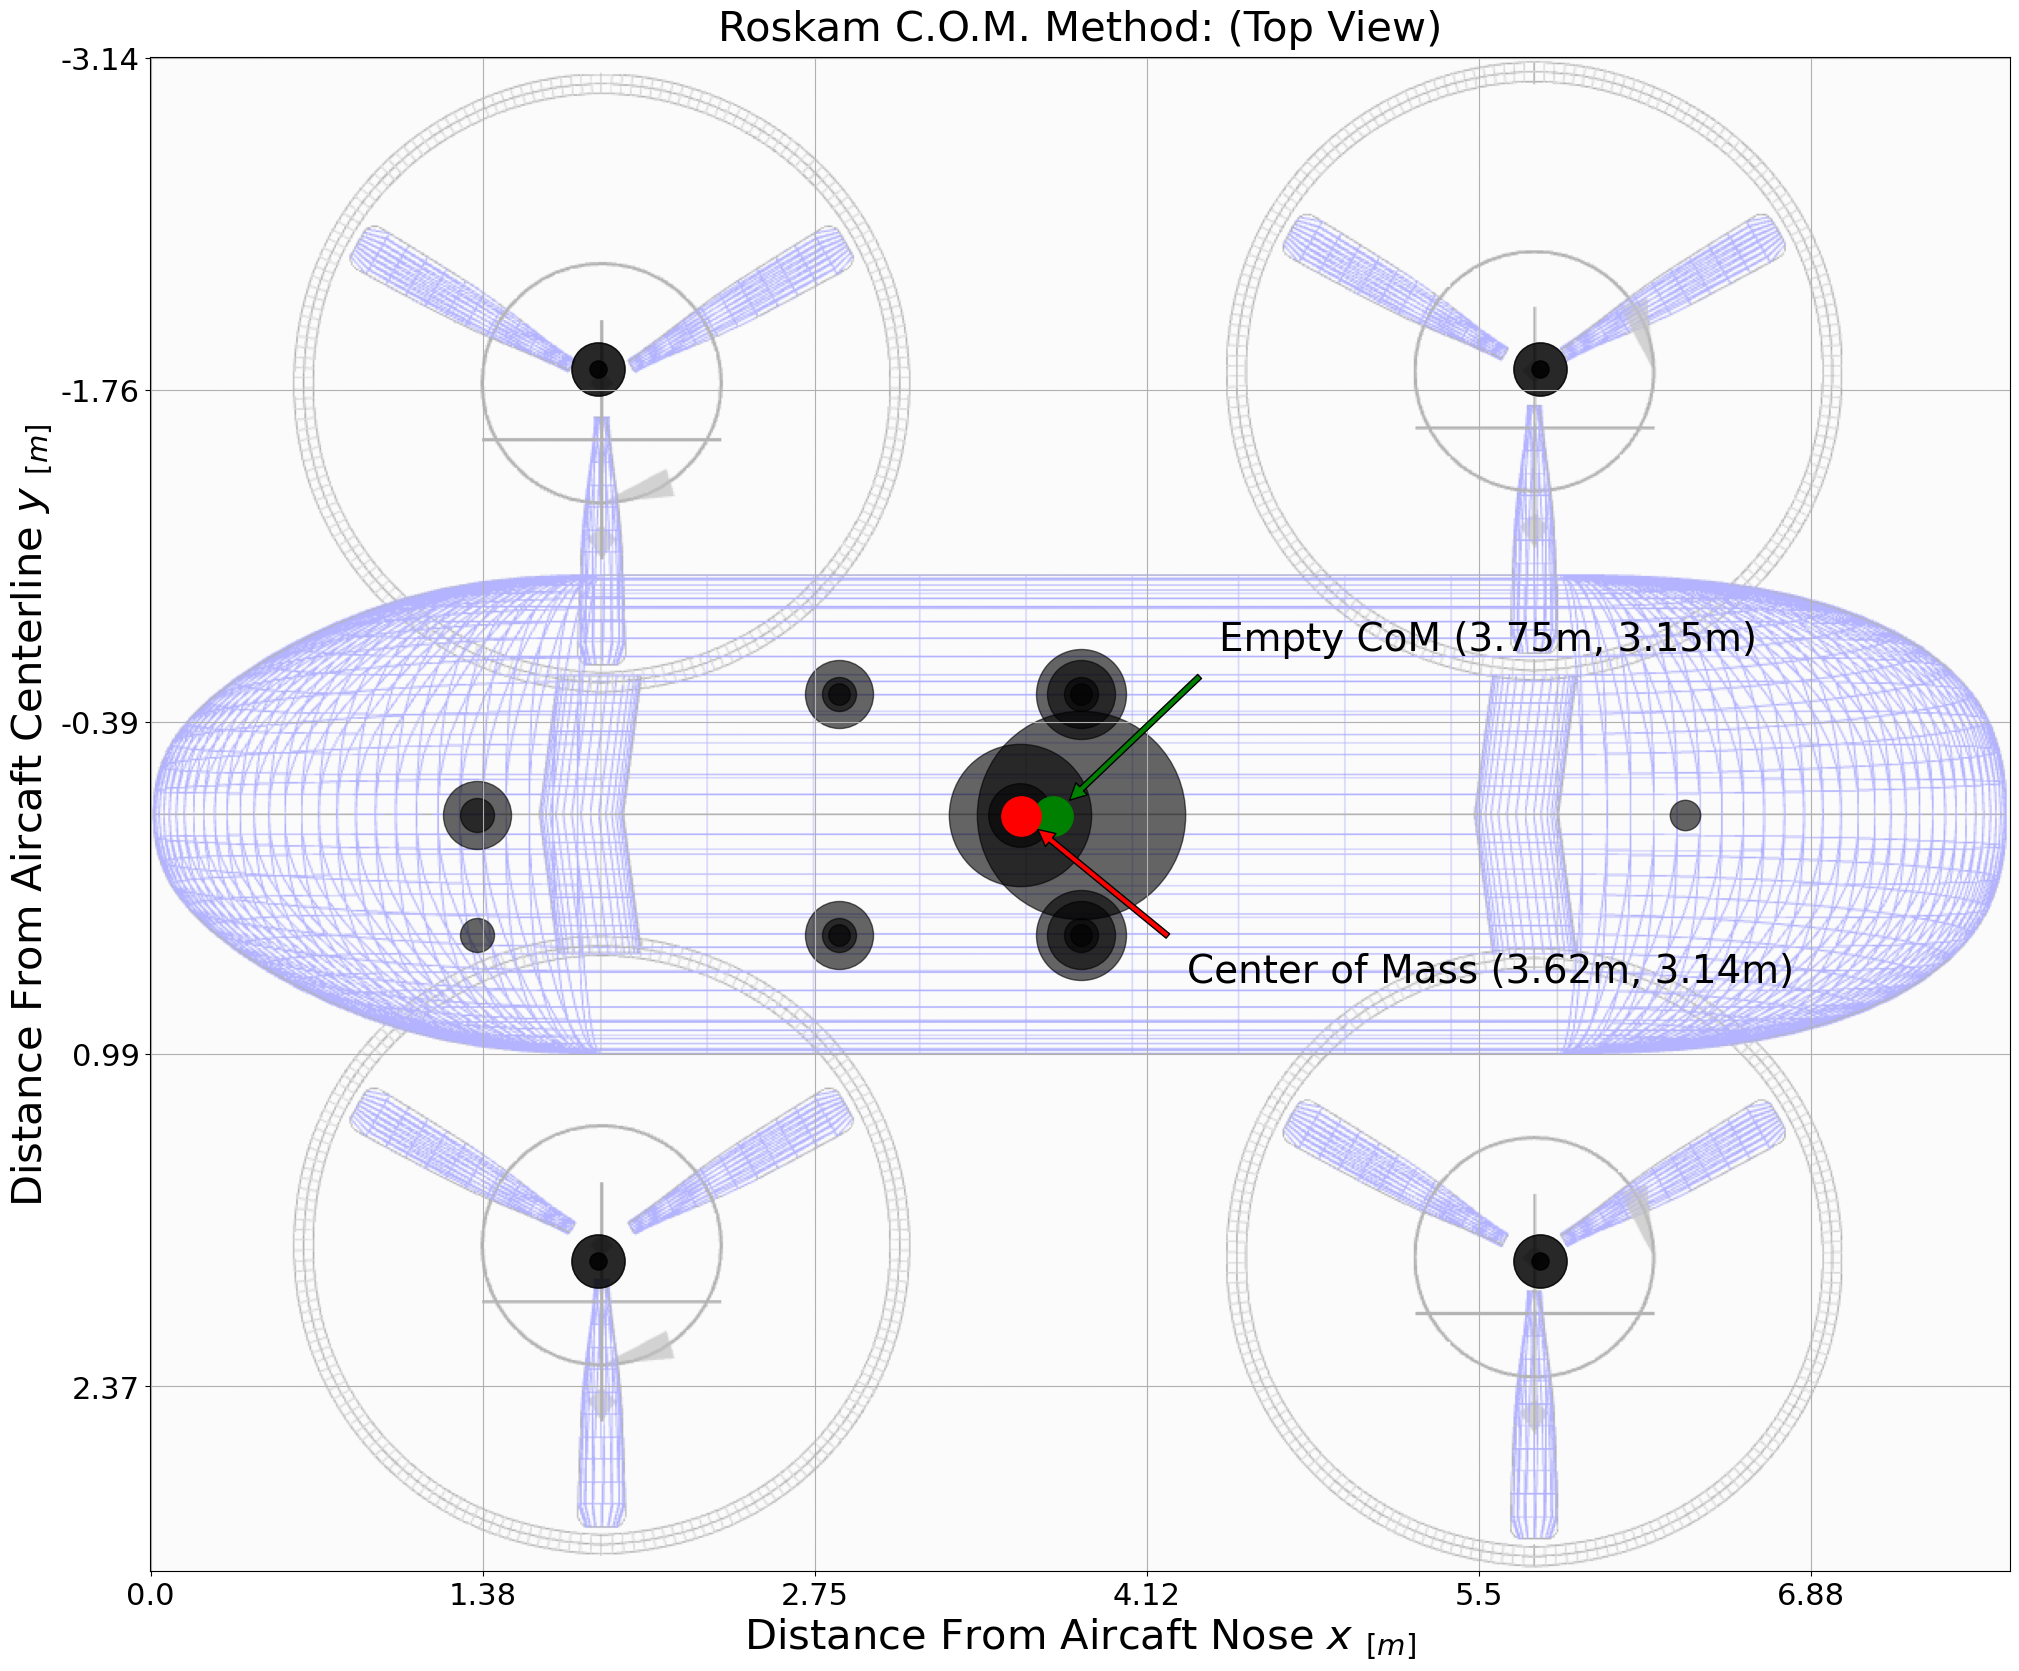 Roskam C.O.M. Method: (Top View)
-3.14
-1.76
-0.39
0.99
2.37
Distance From Aircaft Centerline y [m]
Empty CoM (3.75m, 3.15m)
Center of Mass (3.62m, 3.14m)
0.0
1.38
2.75
4.12
5.5
6.88
Distance From Aircaft Nose x [m]